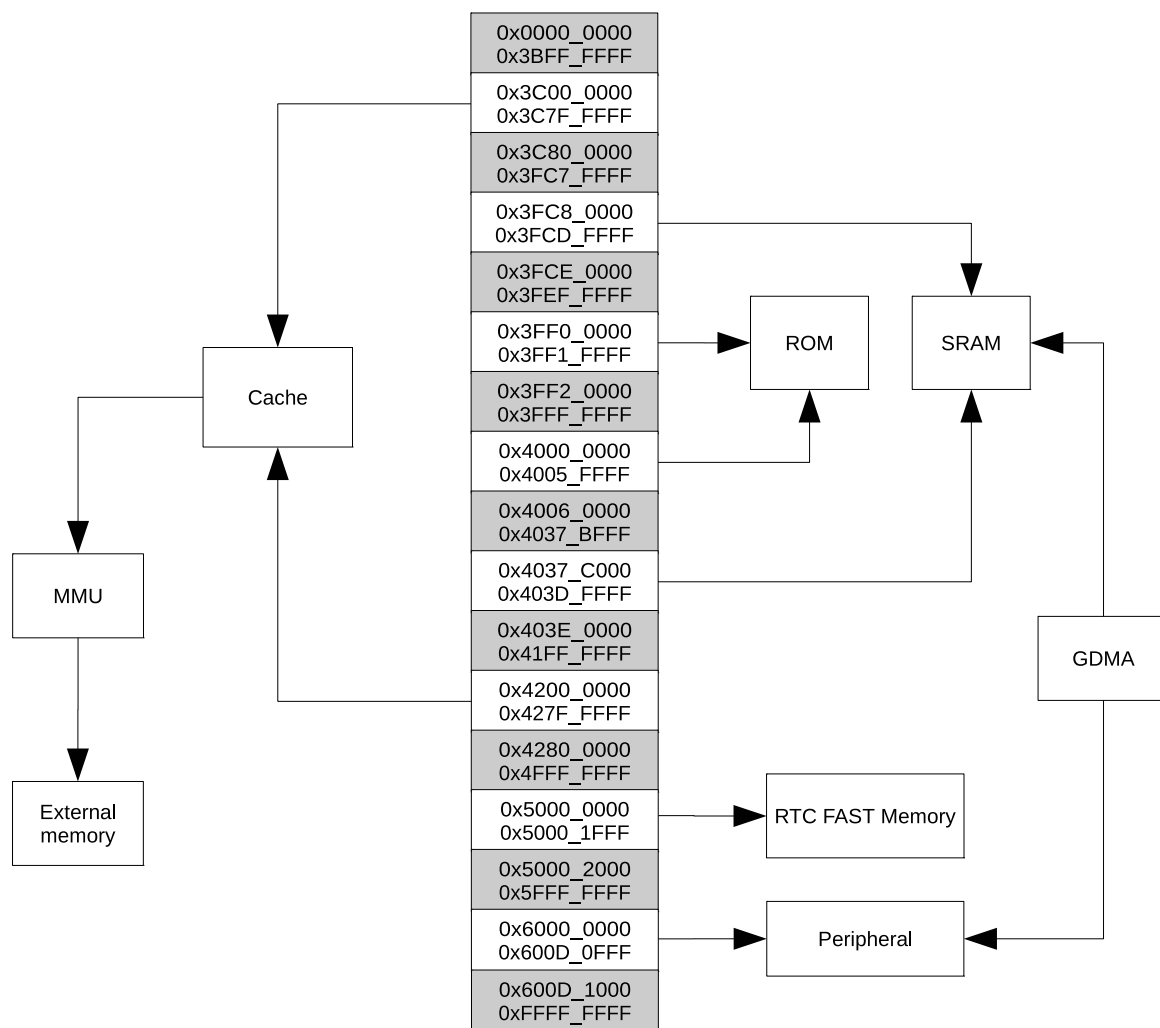 0x0000_0000
0x3BFF_FFFF
0x3C00_0000
0x3C7F_FFFF
0x3C80_0000
0x3FC7_FFFF
0x3FC8_0000
0x3FCD_FFFF
0x3FCE_0000
0x3FEF_FFFF
0x3FF0_0000
0x3FF1_FFFF
0x3FF2_0000
0x3FFF_FFFF
0x4000_0000
0x4005_FFFF
0x4006_0000
0x4037_BFFF
0x4037_C000
0x403D_FFFF
0x403E_0000
0x41FF_FFFF
0x4200_0000
0x427F_FFFF
0x4280_0000
0x4FFF_FFFF
0x5000_0000
0x5000_1FFF
0x5000_2000
0x5FFF_FFFF
0x6000_0000
0x600D_0FFF
0x600D_1000
0xFFFF_FFFF
Cache
MMU
External
memory
ROM
SRAM
GDMA
RTC FAST Memory
Peripheral